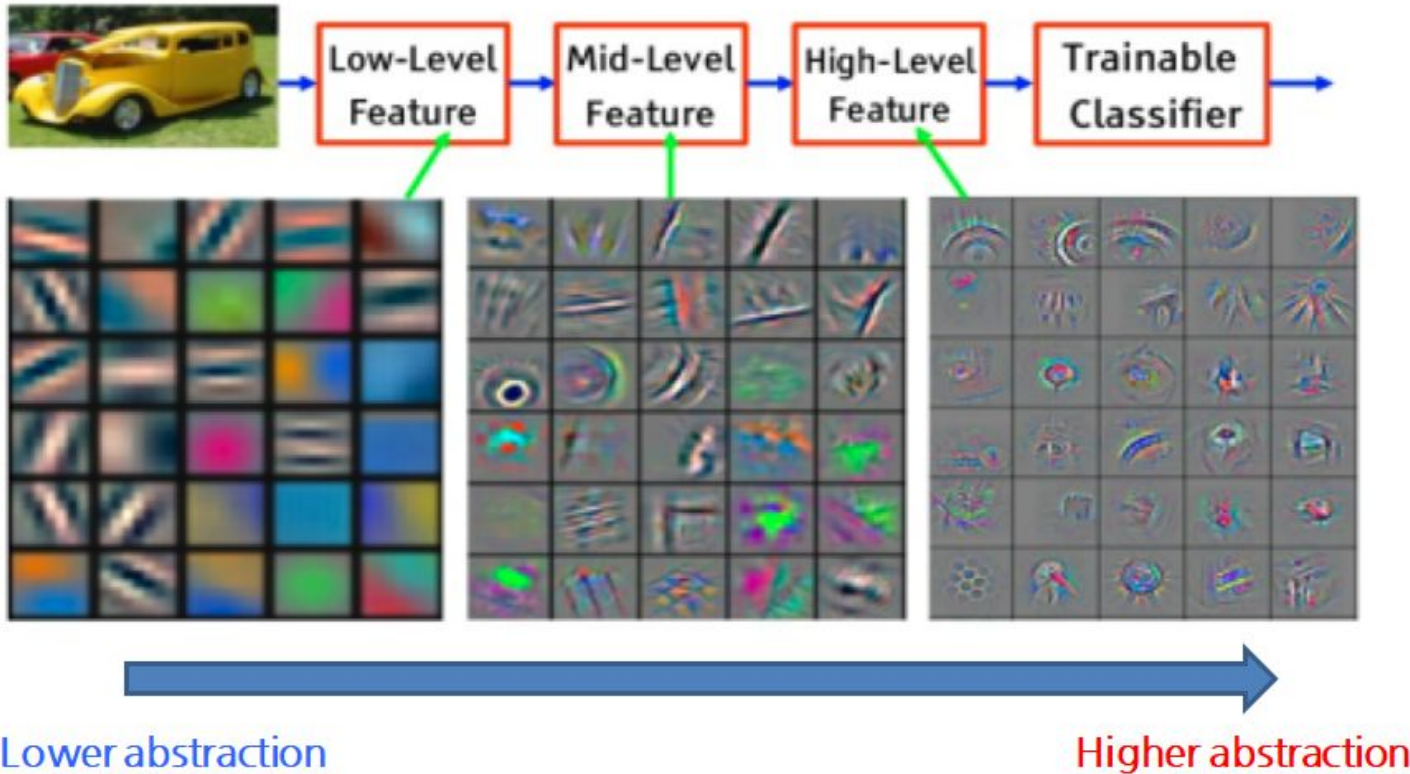 Low-Level
Feature
Mid-Level
Feature
High-Level
Feature
Trainable
Classifier
Lower abstraction
Higher abstraction